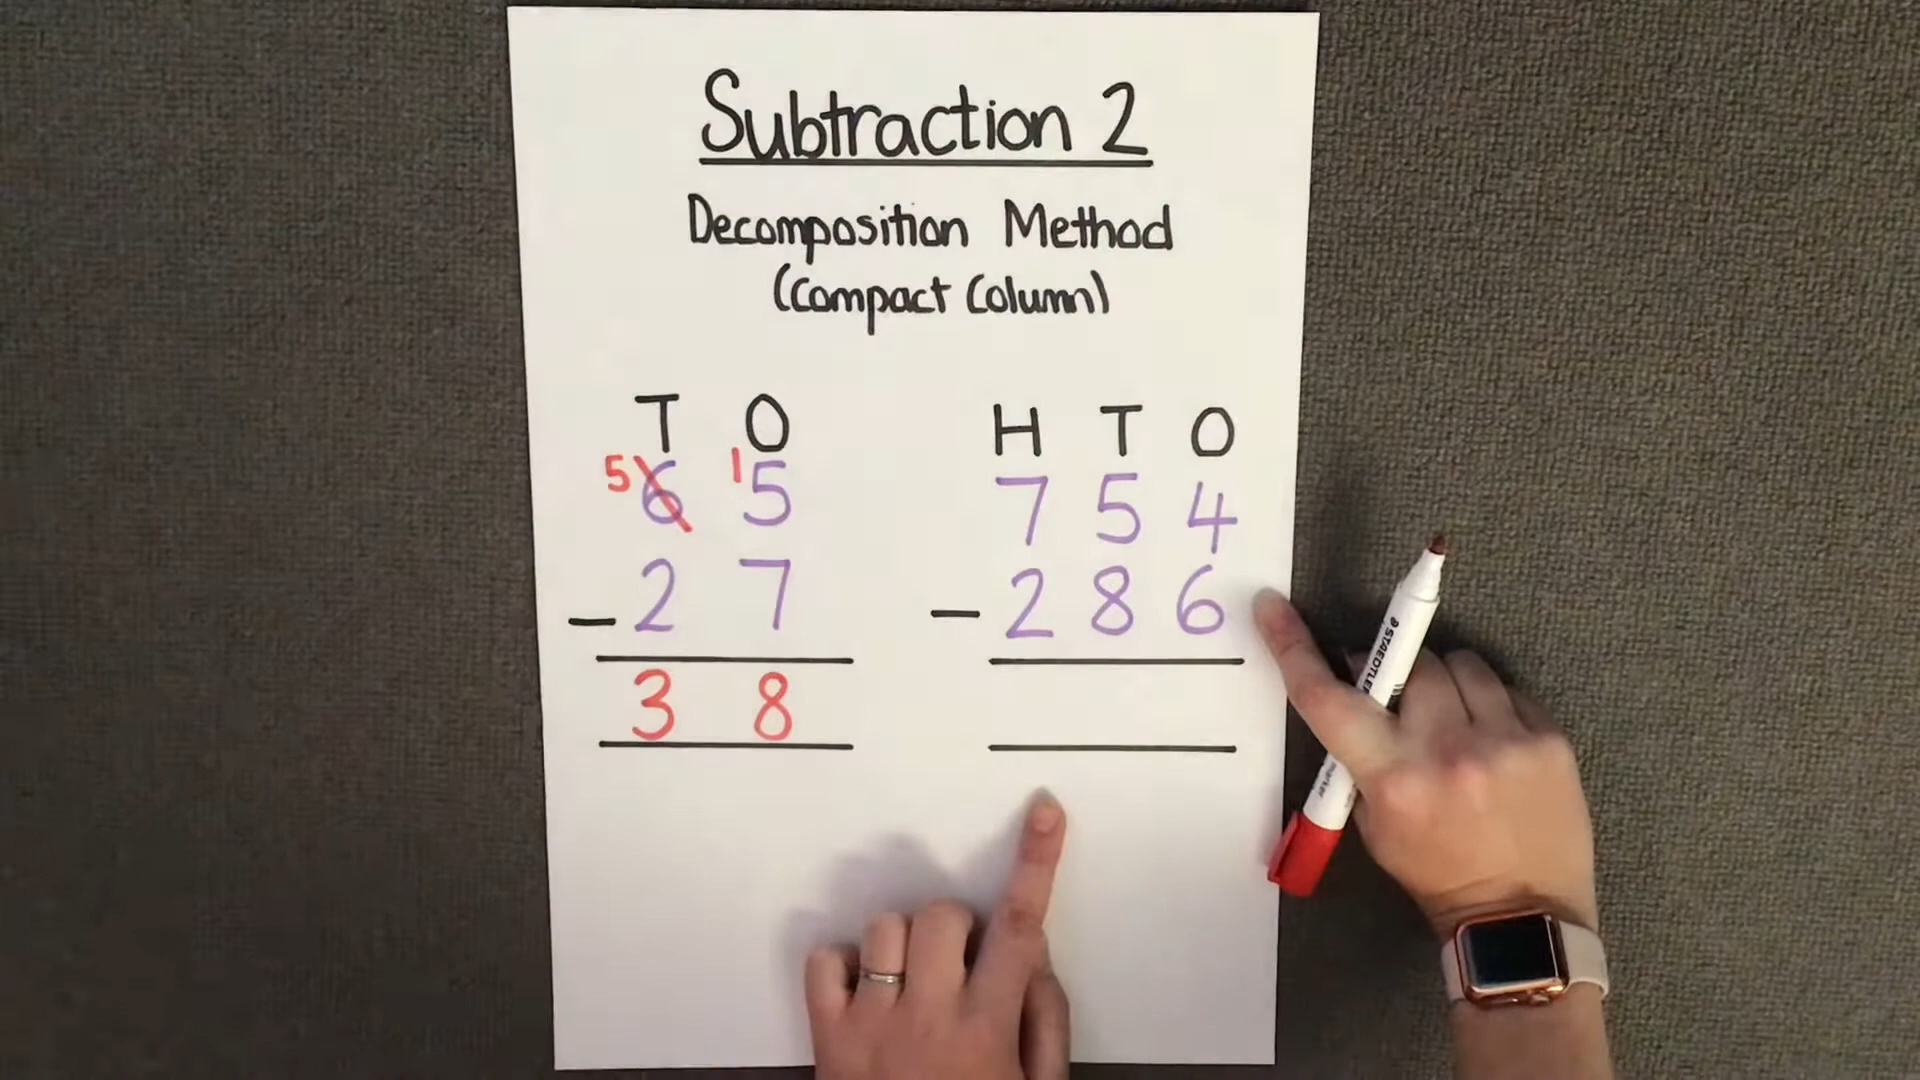 Subtraction 2
Decomposition Method
(Compact Column)
T O
5 6 1 5
- 2 7
3 8
H T O
7 5 4
- 2 8 6
STAEDTLER